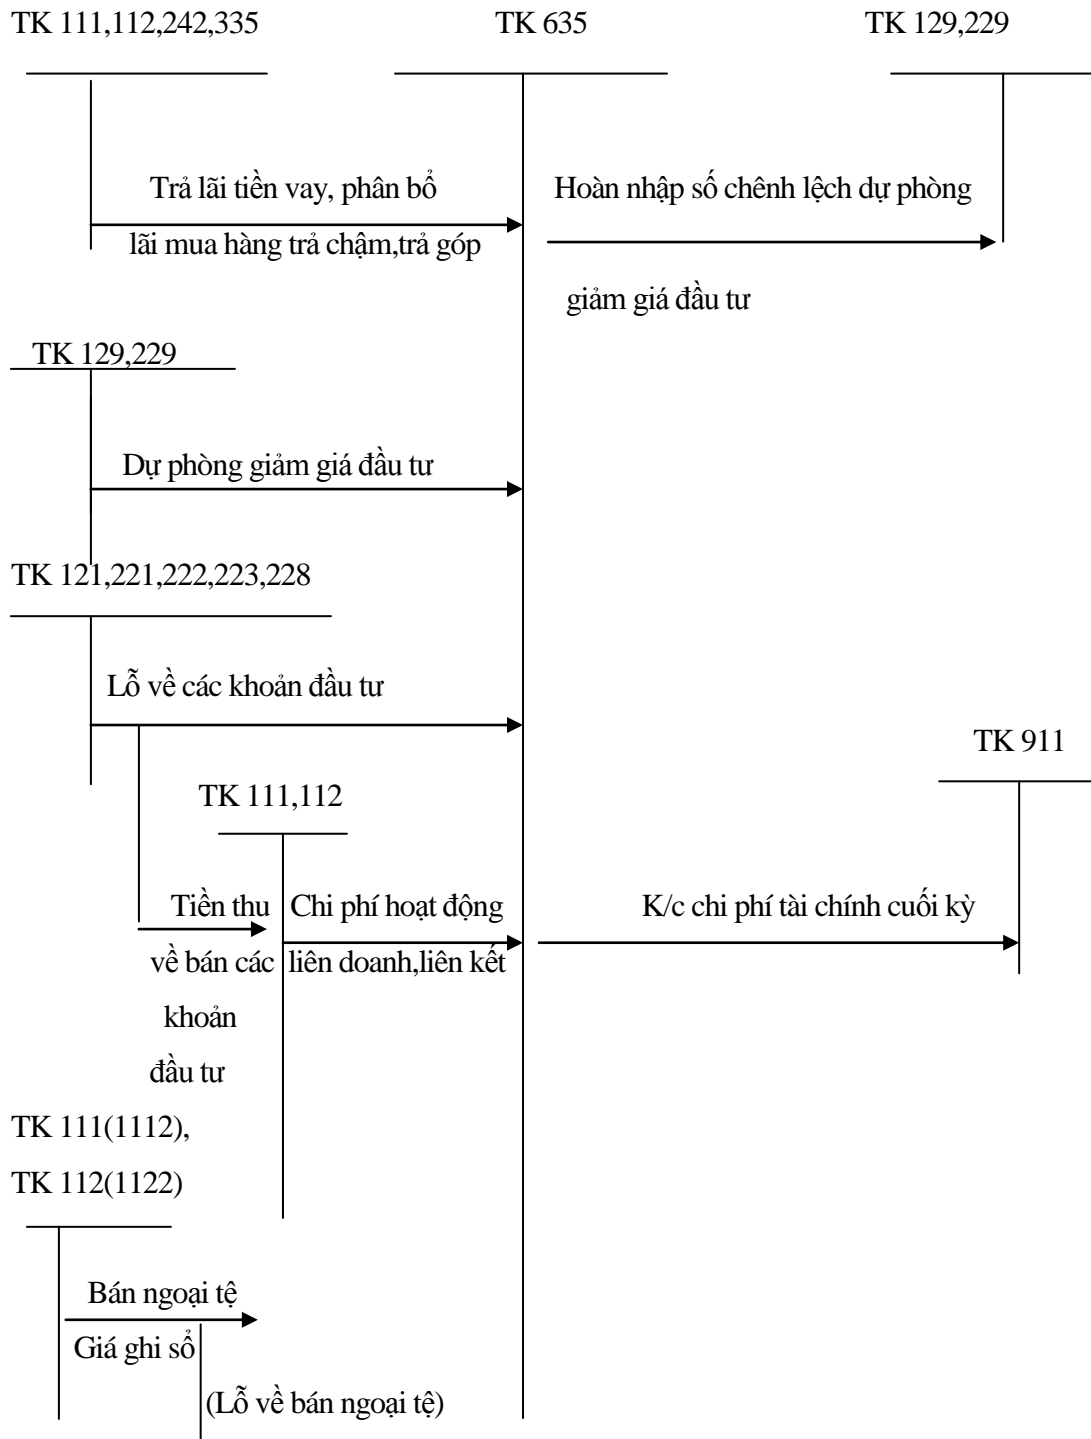 TK 111,112,242,335
TK 635
TK 129,229
Trả lãi tiền vay, phân bổ
lãi mua hàng trả chậm,trả góp
Hoàn nhập số chênh lệch dự phòng
giảm giá đầu tư
TK 129,229
Dự phòng giảm giá đầu tư
TK 121,221,222,223,228
Lỗ về các khoản đầu tư
TK 911
TK 111,112
Tiền thu
về bán các
khoản
đầu tư
Chi phí hoạt động
liên doanh,liên kết
K/c chi phí tài chính cuối kỳ
TK 111(1112),
TK 112(1122)
Bán ngoại tệ
Giá ghi sổ
(Lỗ về bán ngoại tệ)